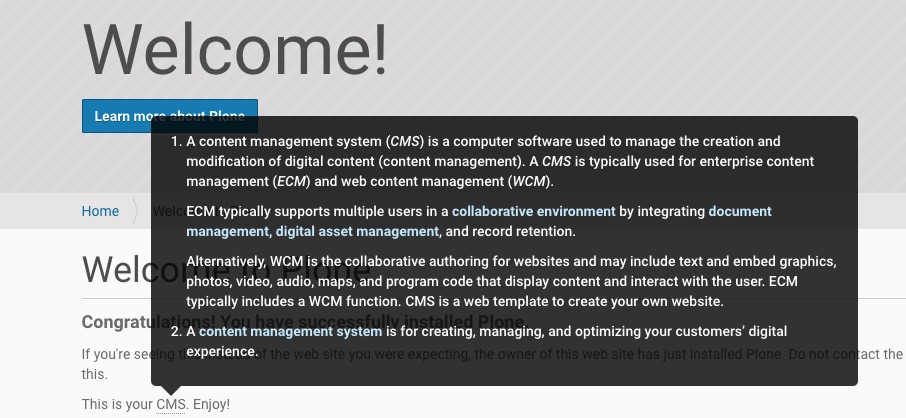 Welcome!
Learn more about Plone
1. A content management system (CMS) is a computer software used to manage the creation and
modification of digital content (content management). A CMS is typically used for enterprise content
management (ECM) and web content management (WCM).
ECM typically supports multiple users in a collaborative environment by integrating document
management, digital asset management, and record retention.
Alternatively, WCM is the collaborative authoring for websites and may include text and embed graphics,
photos, video, audio, maps, and program code that display content and interact with the user. ECM
typically includes a WCM function. CMS is a web template to create your own website.
2. A content management system is for creating, managing, and optimizing your customers’ digital
experience.
Home
Welcome to Plone
Congratulations! You have successfully installed Plone.
If you're seeing this instead of the web site you were expecting, the owner of this web site has just installed Plone. Do not contact the
this.
This is your CMS. Enjoy!